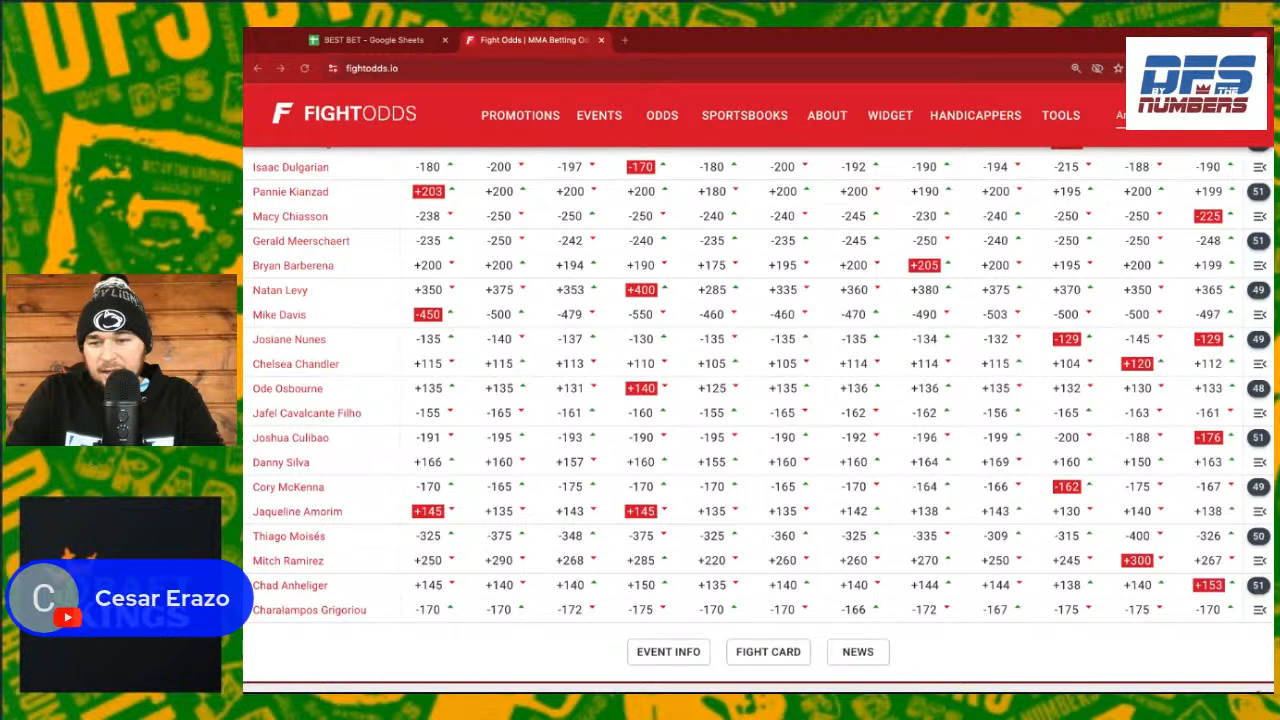 BEST BET - Google Sheets
Fight Odds | MMA Betting Od
fightodds.io
DFS
BY THE
NUMBERS
FIGHTODDS
PROMOTIONS EVENTS ODDS SPORTSBOOKS ABOUT WIDGET HANDICAPPERS TOOLS
Isaac Dulgarian -180 -200 -197 -170 -180 -200 -192 -190 -194 -215 -188 -190
Pannie Kianzad +203 +200 +200 +200 +180 +200 +200 +190 +200 +195 +200 +199 51
Macy Chiasson -238 -250 -250 -250 -240 -240 -245 -230 -240 -250 -250 -225
Gerald Meerschaert -235 -250 -242 -240 -235 -235 -245 -250 -240 -250 -250 -248 51
Bryan Barberena +200 +200 +194 +190 +175 +195 +200 +205 +200 +195 +200 +199
Natan Levy +350 +375 +353 +400 +285 +335 +360 +380 +375 +370 +350 +365 49
Mike Davis -450 -500 -479 -550 -460 -460 -470 -490 -503 -500 -500 -497
Josiane Nunes -135 -140 -137 -130 -135 -135 -135 -134 -132 -129 -145 -129 49
Chelsea Chandler +115 +115 +113 +110 +105 +105 +114 +114 +115 +104 +120 +112
Ode Osbourne +135 +135 +131 +140 +125 +135 +136 +136 +135 +132 +130 +133 48
Jafel Cavalcante Filho -155 -165 -161 -160 -155 -165 -162 -162 -156 -165 -163 -161
Joshua Culibao -191 -195 -193 -190 -195 -190 -192 -196 -199 -200 -188 -176 51
Danny Silva +166 +160 +157 +160 +155 +160 +160 +164 +169 +160 +150 +163
Cory McKenna -170 -165 -175 -170 -170 -165 -170 -164 -166 -162 -175 -167 49
Jaqueline Amorim +145 +135 +143 +145 +135 +135 +142 +138 +143 +130 +140 +138
Thiago Moisés -325 -375 -348 -375 -325 -360 -325 -335 -309 -315 -400 -326 50
Mitch Ramirez +250 +290 +268 +285 +220 +260 +260 +270 +250 +245 +300 +267
Chad Anheliger +145 +140 +140 +150 +135 +140 +140 +144 +144 +138 +140 +153 51
Charalampos Grigoriou -170 -170 -172 -175 -170 -170 -166 -172 -167 -175 -175 -170
EVENT INFO FIGHT CARD NEWS
C Cesar Erazo
KINGS